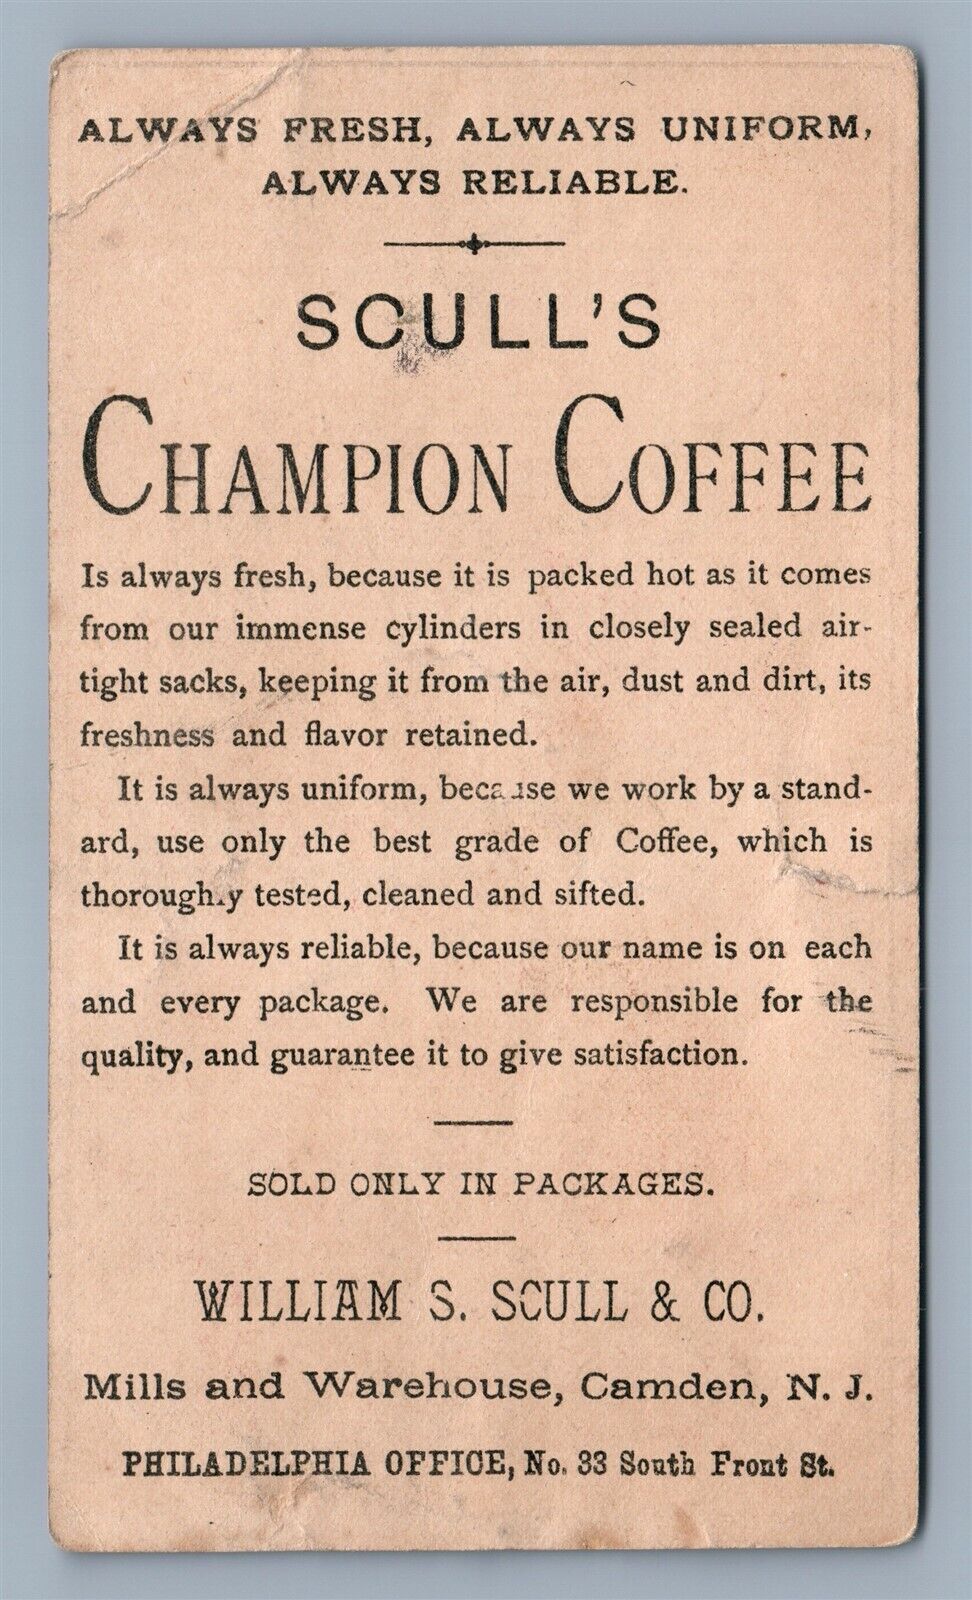 ALWAYS FRESH, ALWAYS UNIFORM,
ALWAYS RELIABLE.
SCULL'S
CHAMPION COFFEE
Is always fresh, because it is packed hot as it comes
from our immense cylinders in closely sealed air-
tight sacks, keeping it from the air, dust and dirt, its
freshness and flavor retained.
It is always uniform, because we work by a stand-
ard, use only the best grade of Coffee, which is
thoroughly tested, cleaned and sifted.
It is always reliable, because our name is on each
and every package. We are responsible for the
quality, and guarantee it to give satisfaction.
SOLD ONLY IN PACKAGES.
WILLIAM S. SCULL & CO.
Mills and Warehouse, Camden, N. J.
PHILADELPHIA OFFICE, No. 33 South Front St.